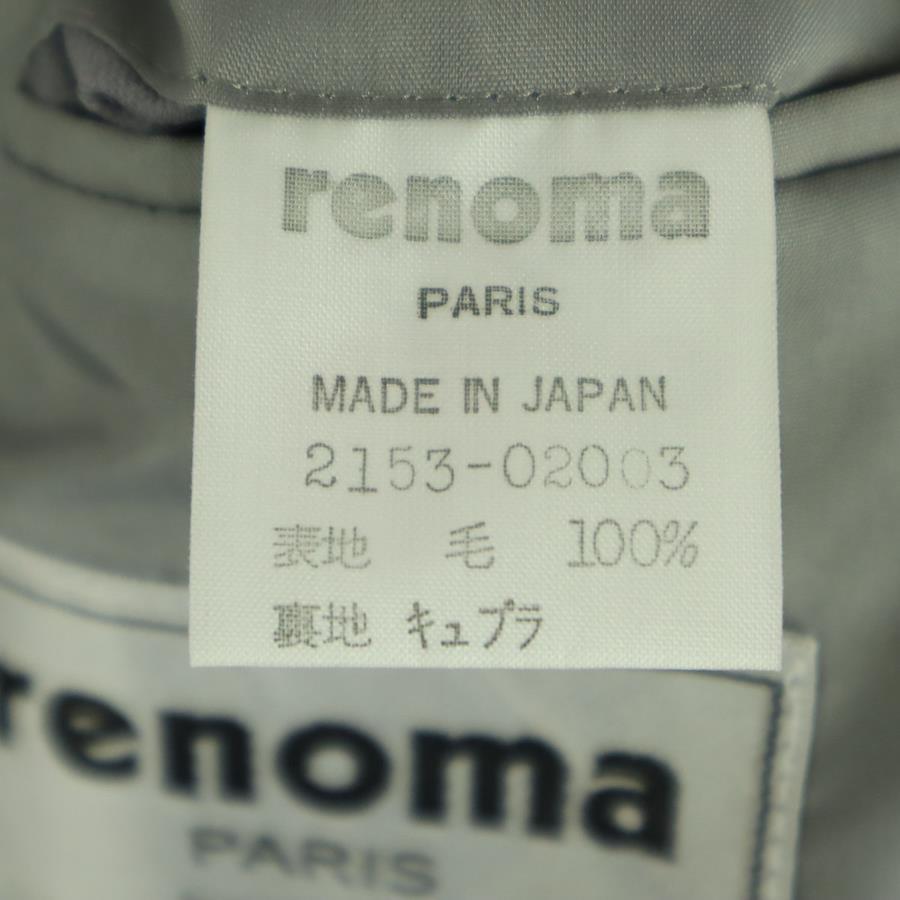 renoma
PARIS
MADE IN JAPAN
2153-02003
表地 毛 100%
裏地 キュプラ
renoma
PARIS